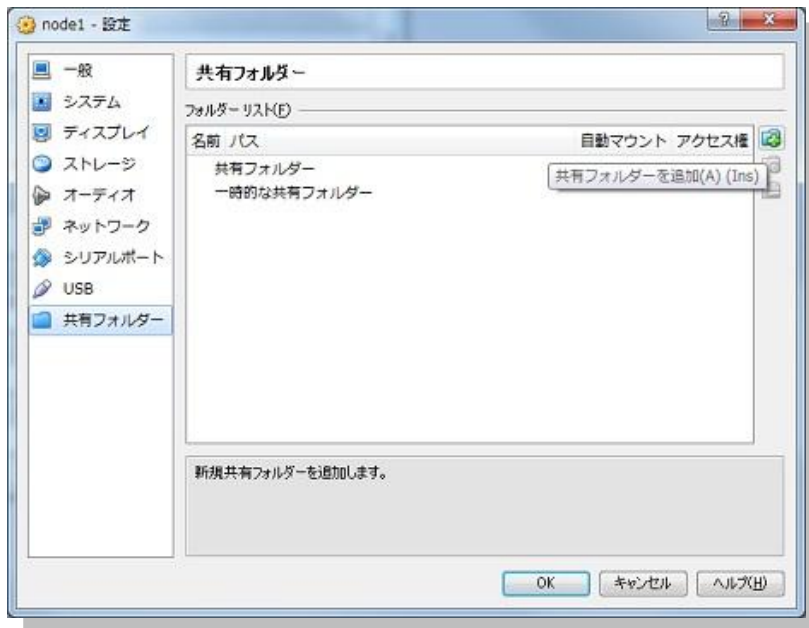 node1 - 設定
一般
システム
ディスプレイ
ストレージ
オーディオ
ネットワーク
シリアルポート
USB
共有フォルダー
共有フォルダー
フォルダー リスト(F)
名前 パス 自動マウント アクセス権
共有フォルダー
一時的な共有フォルダー
共有フォルダーを追加(A) (Ins)
新規共有フォルダーを追加します。
OK キャンセル ヘルプ(H)